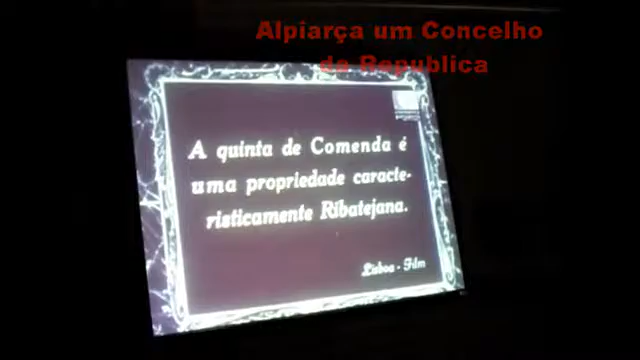 Alpiarça um Concelho
da Republica
A quinta de Comenda é
uma propriedade caracte-
risticamente Ribatejana.
Lisboa - Film